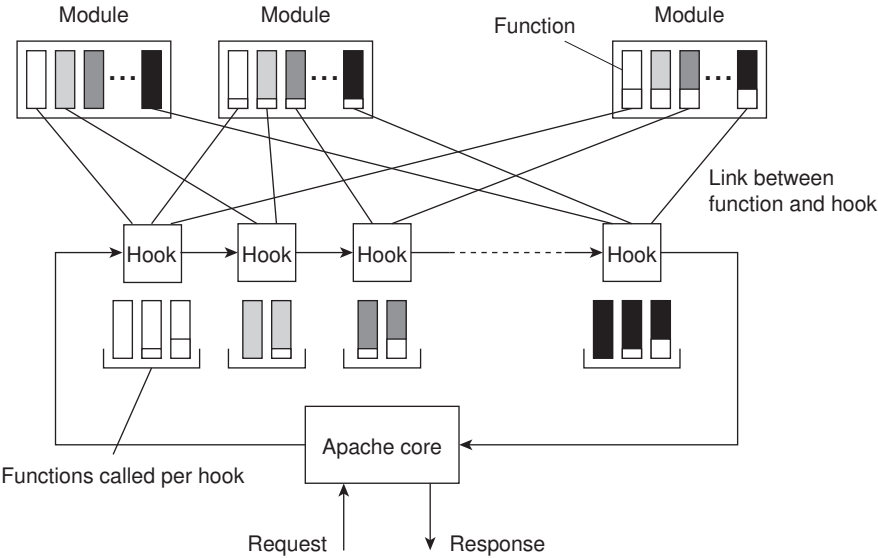 Module
Module
Module
Function
Link between
function and hook
Hook
Hook
Hook
Hook
Apache core
Functions called per hook
Request
Response